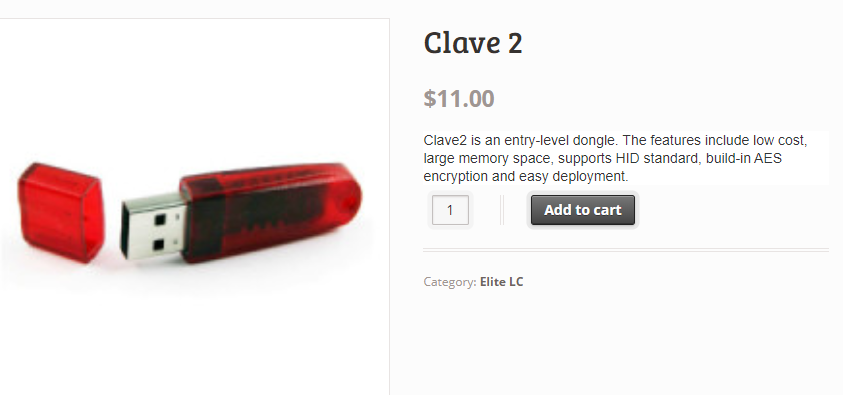 Clave 2
$11.00
Clave2 is an entry-level dongle. The features include low cost,
large memory space, supports HID standard, build-in AES
encryption and easy deployment.
1
Add to cart
Category: Elite LC